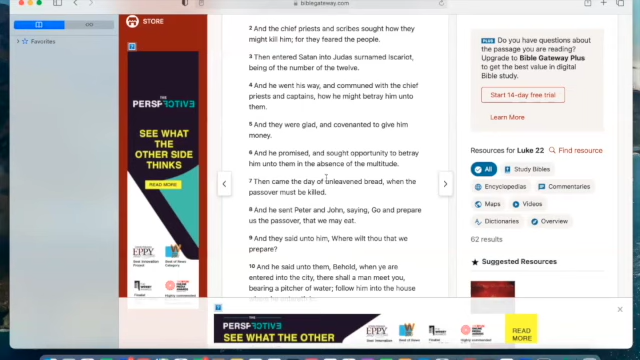 biblegateway.com
Favorites
STORE
THE
PERSPECTIVE
SEE WHAT
THE
OTHER SIDE
THINKS
READ MORE
EPPY
2 And the chief priests and scribes sought how they
might kill him; for they feared the people.
3 Then entered Satan into Judas surnamed Iscariot,
being of the number of the twelve.
4 And he went his way, and communed with the chief
priests and captains, how he might betray him unto
them.
5 And they were glad, and covenanted to give him
money.
6 And he promised, and sought opportunity to betray
him unto them in the absence of the multitude.
7 Then came the day of unleavened bread, when the
passover must be killed.
8 And he sent Peter and John, saying, Go and prepare
us the passover, that we may eat.
9 And they said unto him, Where wilt thou that we
prepare?
10 And he said unto them, Behold, when ye are
entered into the city, there shall a man meet you,
bearing a pitcher of water; follow him into the house
PLUS Do you have questions about
the passage you are reading?
Upgrade to Bible Gateway Plus
to get the best value in digital
Bible study.
Start 14-day free trial
Learn More
Resources for Luke 22
Find resource
All
Study Bibles
Encyclopedias
Commentaries
Maps
Videos
Dictionaries
Overview
62 results
Suggested Resources
THE
PERSPECTIVE
SEE WHAT THE OTHER
EPPY
READ
MORE